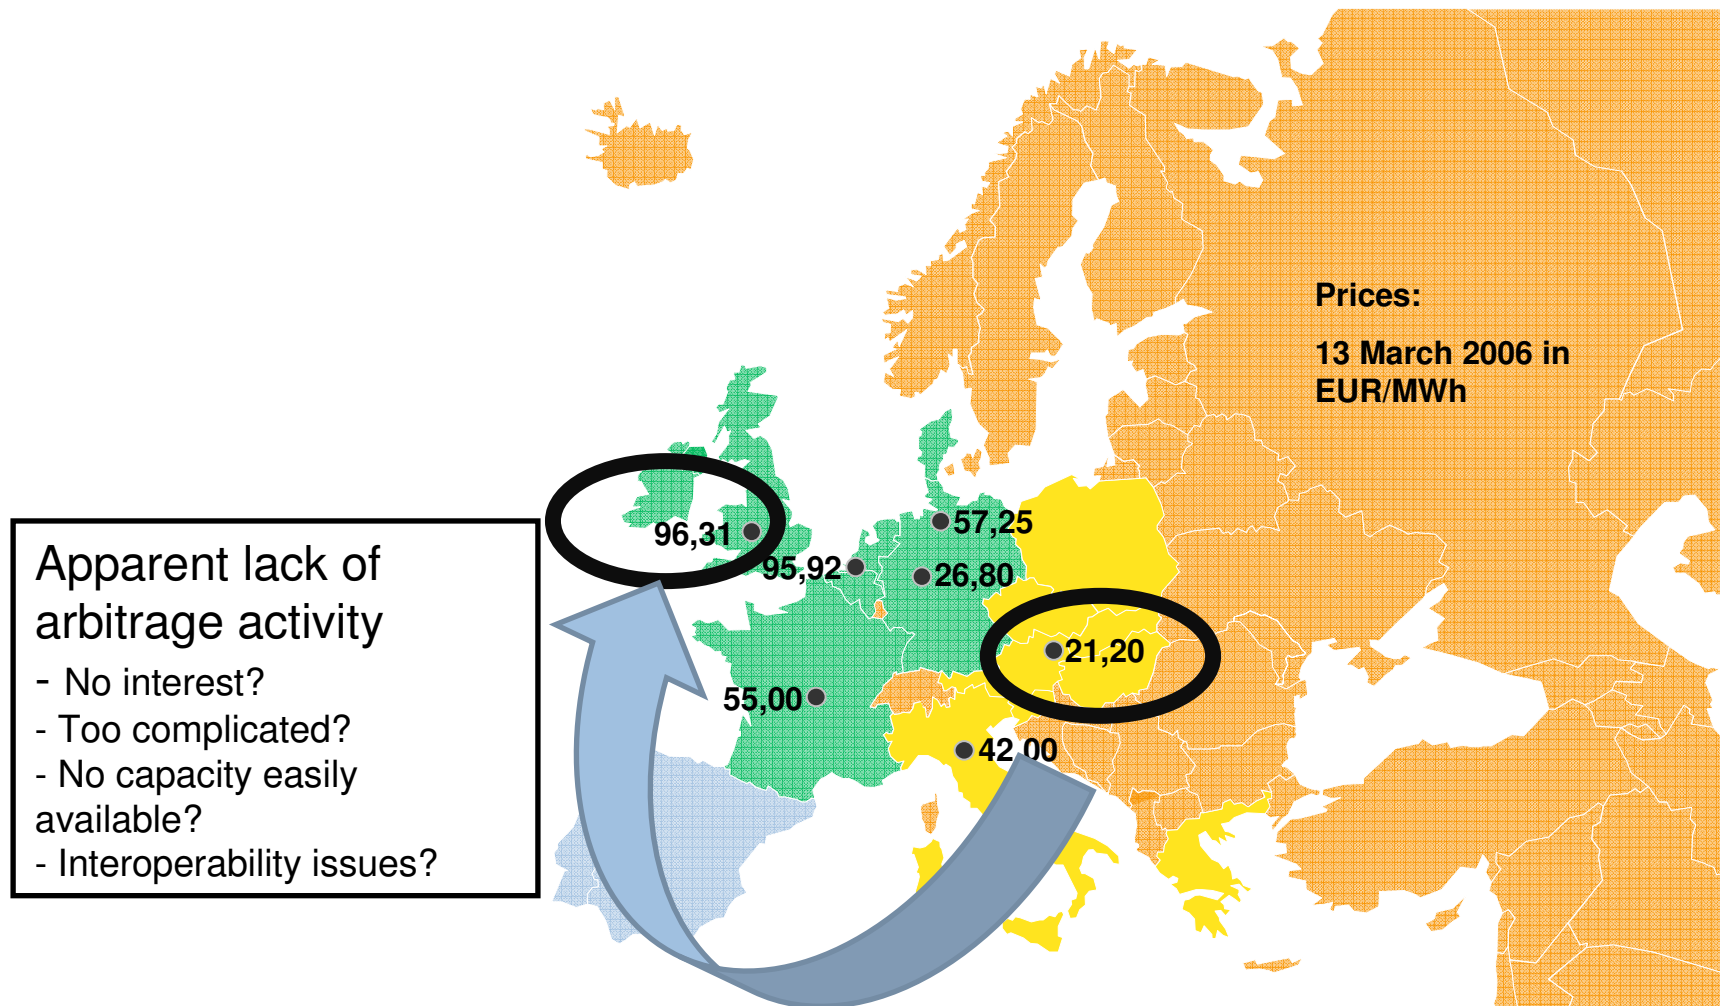 Prices:
13 March 2006 in
EUR/MWh
96,31
57,25
95,92
26,80
21,20
55,00
42,00
Apparent lack of
arbitrage activity
- No interest?
- Too complicated?
- No capacity easily
available?
- Interoperability issues?